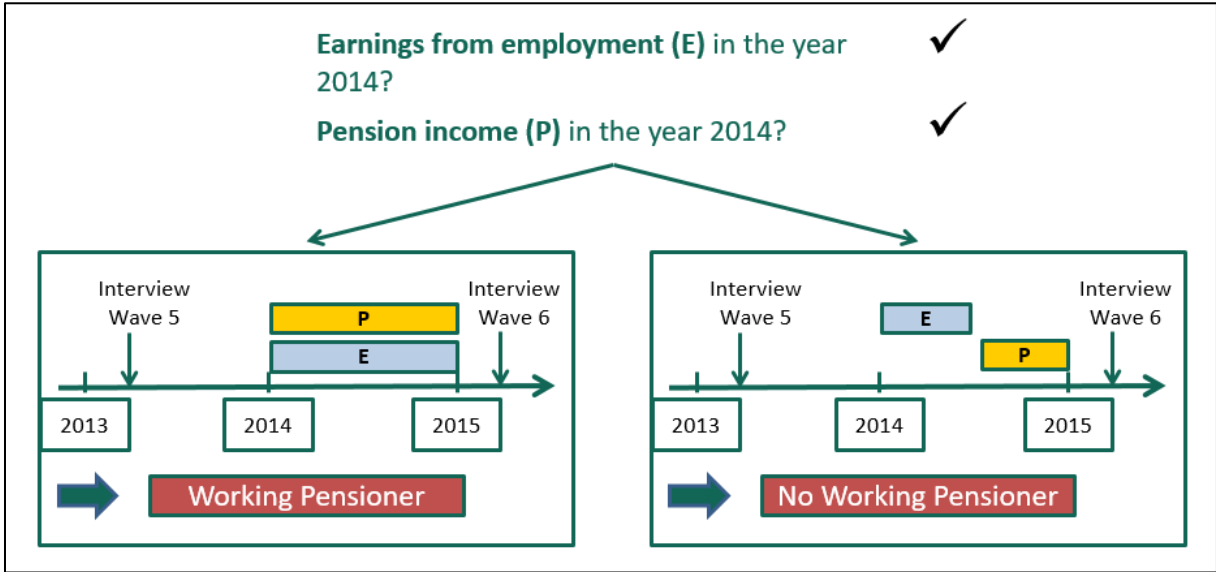 Earnings from employment (E) in the year
2014?
Pension income (P) in the year 2014?
Interview
Wave 5
Interview
Wave 6
P
E
2013
2014
2015
Working Pensioner
Interview
Wave 5
Interview
Wave 6
E
P
2013
2014
2015
No Working Pensioner